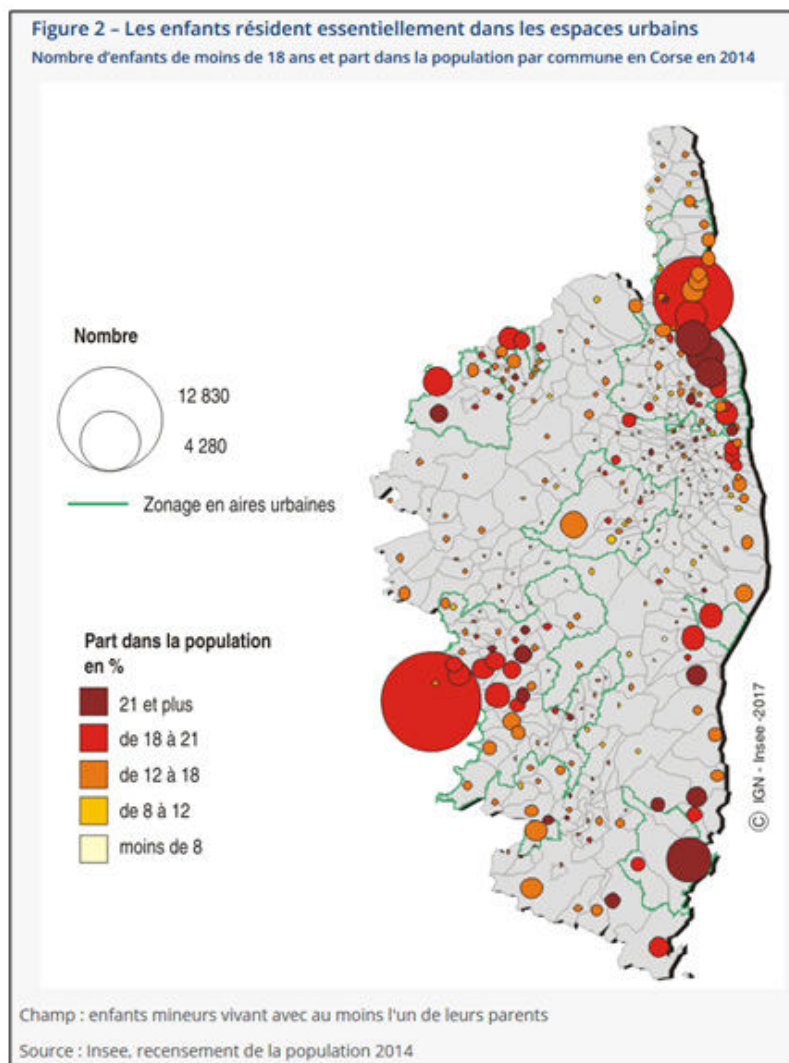 Figure 2 – Les enfants résident essentiellement dans les espaces urbains
Nombre d'enfants de moins de 18 ans et part dans la population par commune en Corse en 2014
Nombre
12 830
4 280
Zonage en aires urbaines
Part dans la population
en %
21 et plus
de 18 à 21
de 12 à 18
de 8 à 12
moins de 8
© IGN - Insee -2017
Champ : enfants mineurs vivant avec au moins l'un de leurs parents
Source : Insee, recensement de la population 2014